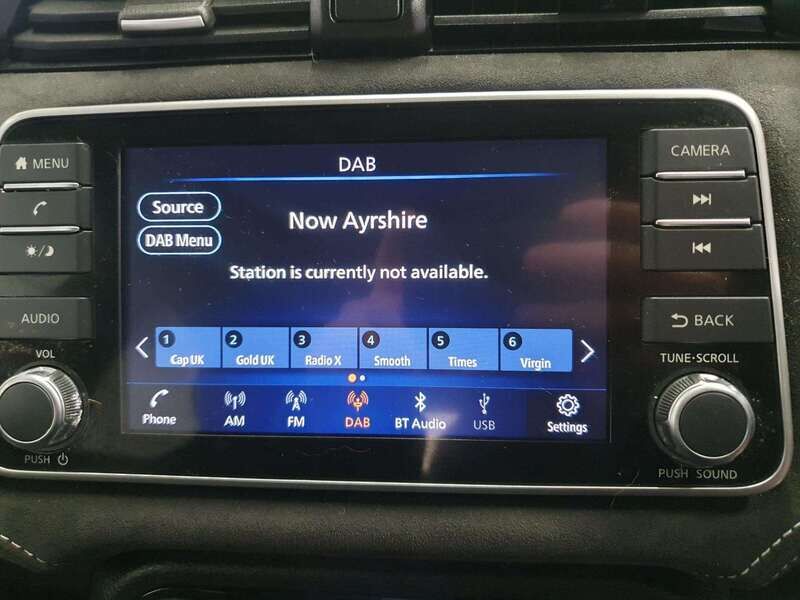 MENU
CAMERA
AUDIO
VOL
PUSH
BACK
TUNE·SCROLL
PUSH SOUND
DAB
Source
DAB Menu
Now Ayrshire
Station is currently not available.
1 Cap UK
2 Gold UK
3 Radio X
4 Smooth
5 Times
6 Virgin
Phone
AM
FM
DAB
BT Audio
USB
Settings